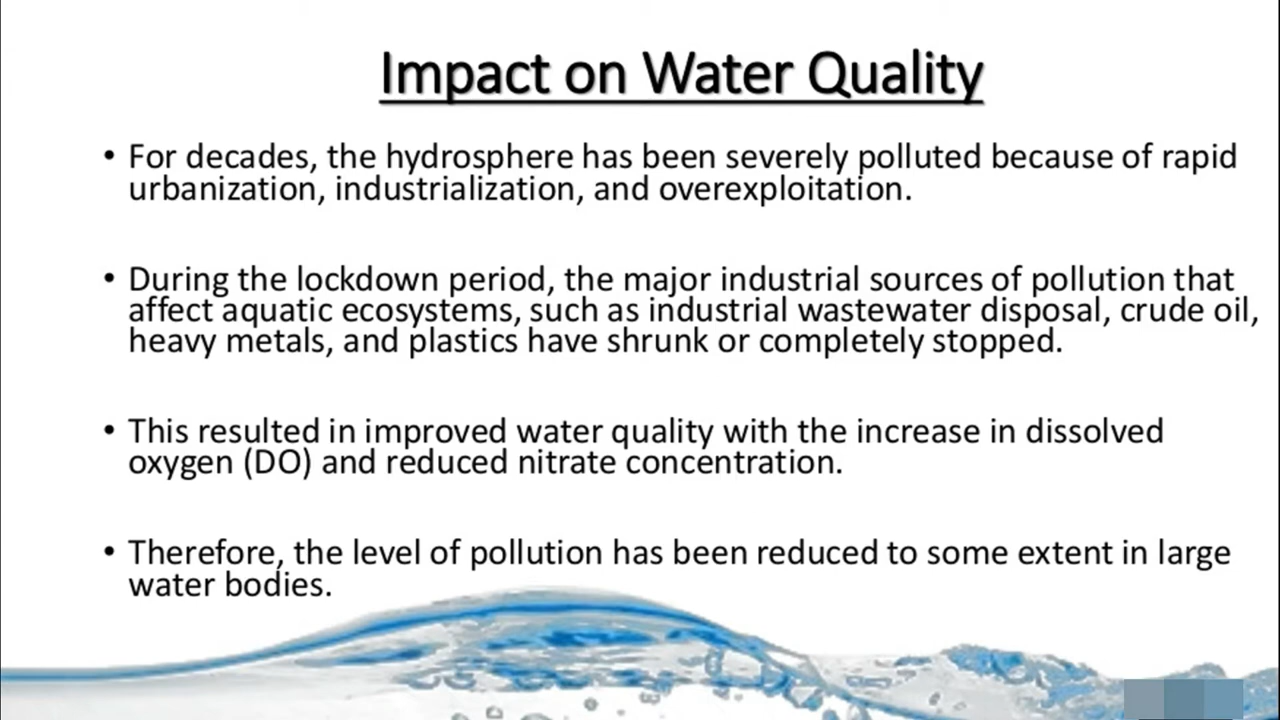 Impact on Water Quality
• For decades, the hydrosphere has been severely polluted because of rapid
urbanization, industrialization, and overexploitation.
• During the lockdown period, the major industrial sources of pollution that
affect aquatic ecosystems, such as industrial wastewater disposal, crude oil,
heavy metals, and plastics have shrunk or completely stopped.
• This resulted in improved water quality with the increase in dissolved
oxygen (DO) and reduced nitrate concentration.
• Therefore, the level of pollution has been reduced to some extent in large
water bodies.